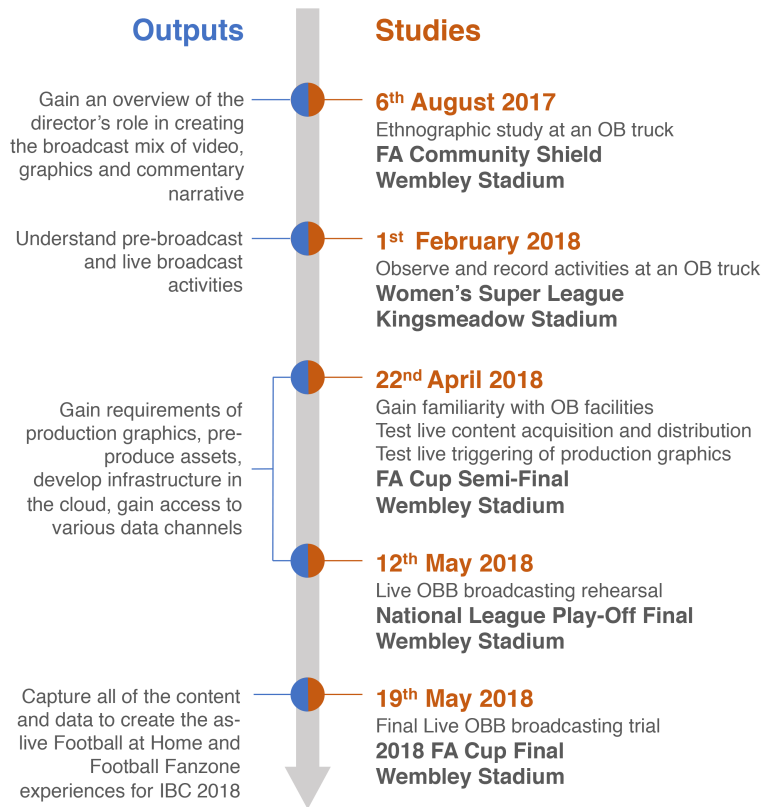 Outputs
Studies
Gain an overview of the
director's role in creating
the broadcast mix of video,
graphics and commentary
narrative
6th August 2017
Ethnographic study at an OB truck
FA Community Shield
Wembley Stadium
Understand pre-broadcast
and live broadcast
activities
1st February 2018
Observe and record activities at an OB truck
Women's Super League
Kingsmeadow Stadium
Gain requirements of
production graphics, pre-
produce assets,
develop infrastructure in
the cloud, gain access to
various data channels
22nd April 2018
Gain familiarity with OB facilities
Test live content acquisition and distribution
Test live triggering of production graphics
FA Cup Semi-Final
Wembley Stadium
12th May 2018
Live OBB broadcasting rehearsal
National League Play-Off Final
Wembley Stadium
Capture all of the content
and data to create the as-
live Football at Home and
Football Fanzone
experiences for IBC 2018
19th May 2018
Final Live OBB broadcasting trial
2018 FA Cup Final
Wembley Stadium